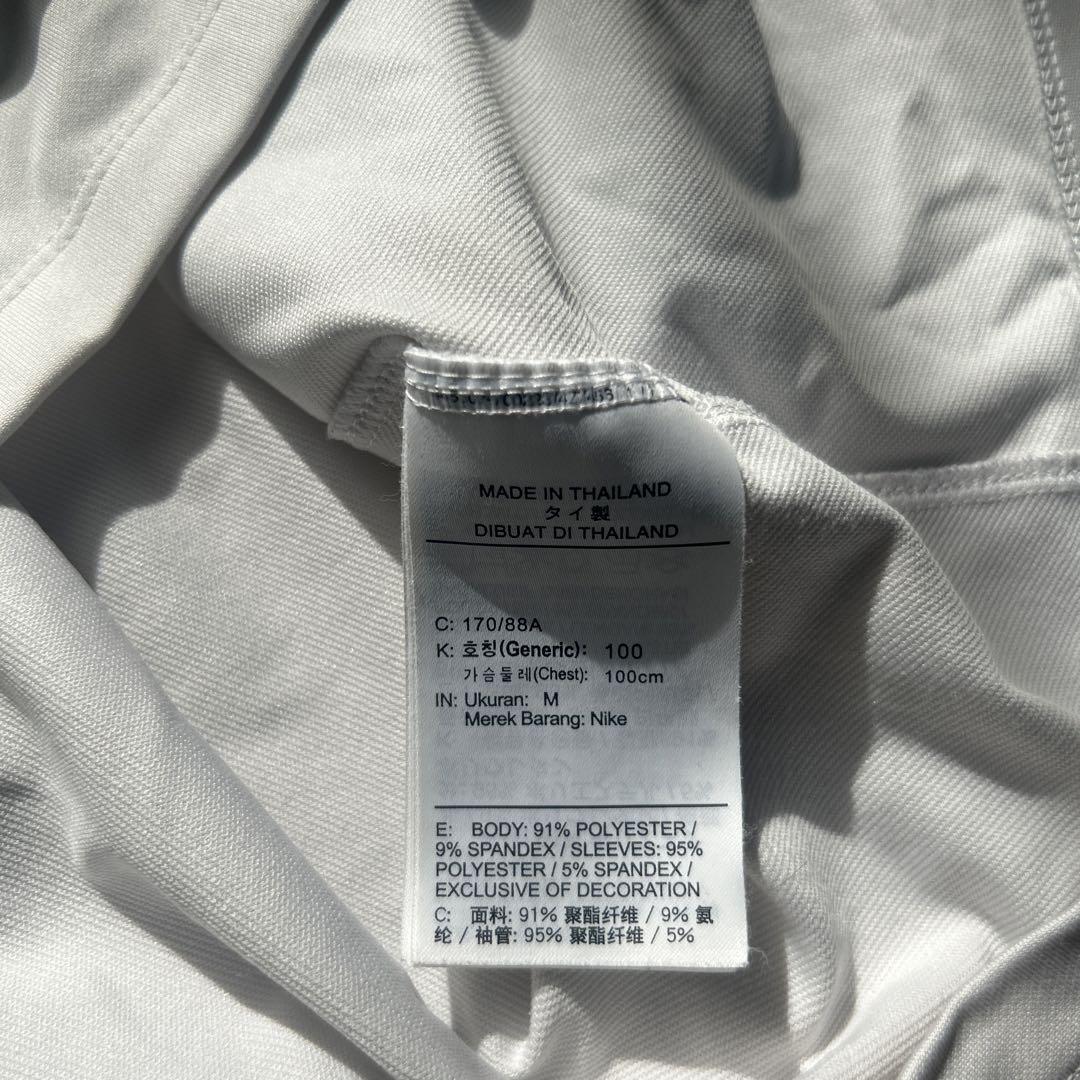 MADE IN THAILAND
タイ製
DIBUAT DI THAILAND
C: 170/88A
K: 호칭(Generic): 100
가슴둘레(Chest): 100cm
IN: Ukuran: M
Merek Barang: Nike
E: BODY: 91% POLYESTER /
9% SPANDEX / SLEEVES: 95%
POLYESTER / 5% SPANDEX /
EXCLUSIVE OF DECORATION
C: 面料: 91% 聚酯纤维 / 9% 氨
纶 / 袖管: 95% 聚酯纤维 / 5%